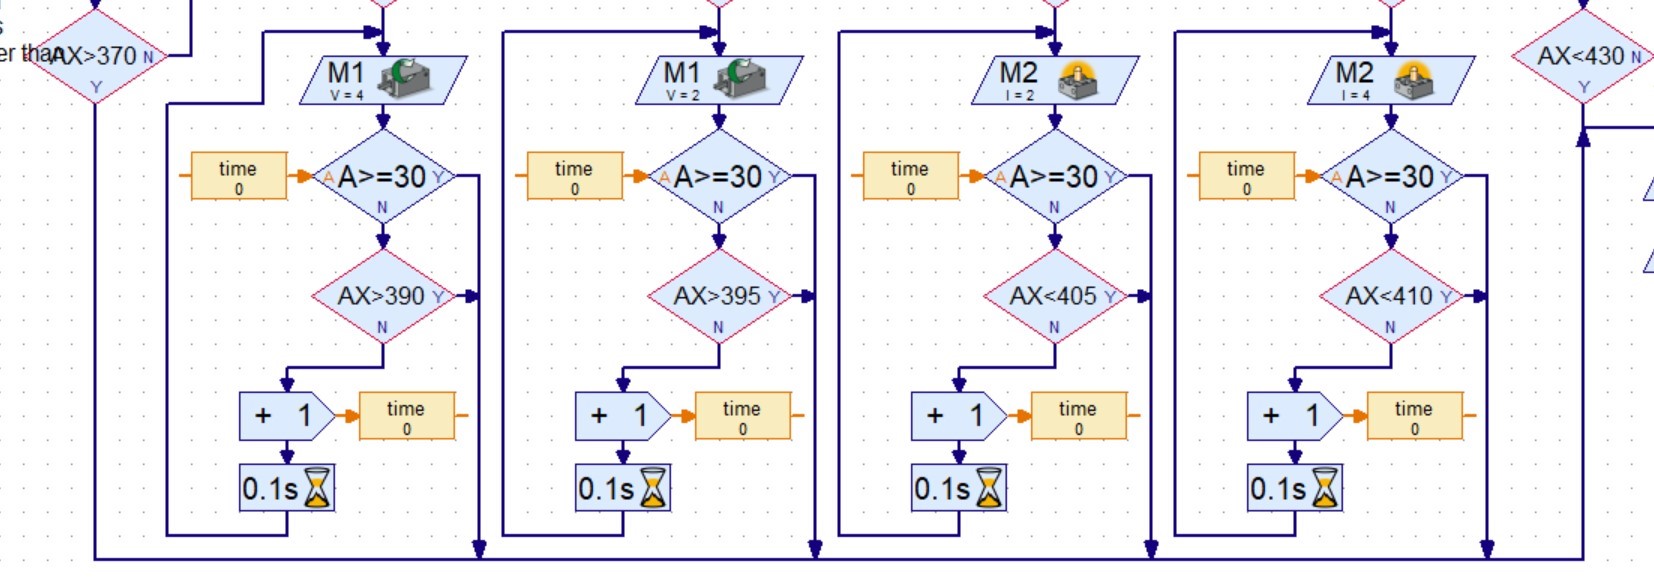 s
er than
AX>370 N
Y
M1
V = 4
M1
V = 2
M2
I = 2
M2
I = 4
AX<430 N
Y
time
0
A A>=30 Y
N
time
0
A A>=30 Y
N
time
0
A A>=30 Y
N
time
0
A A>=30 Y
N
AX>390 Y
N
AX>395 Y
N
AX<405 Y
N
AX<410 Y
N
+ 1
time
0
+ 1
time
0
+ 1
time
0
+ 1
time
0
0.1s
0.1s
0.1s
0.1s